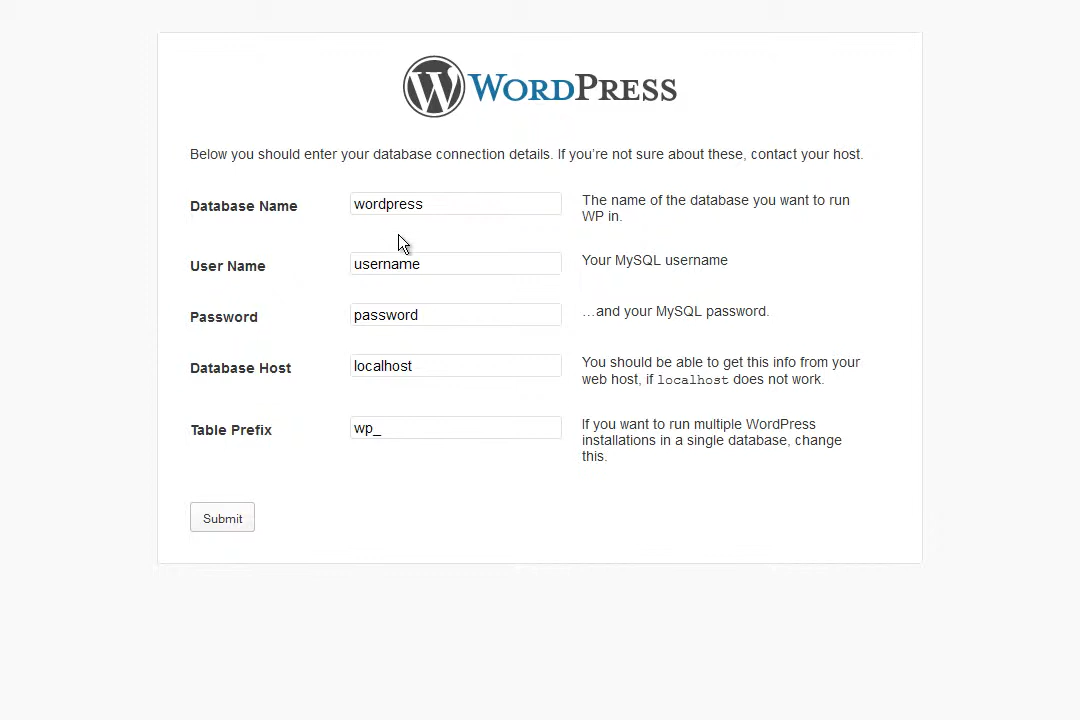 WORDPRESS
Below you should enter your database connection details. If you’re not sure about these, contact your host.
Database Name
wordpress
The name of the database you want to run
WP in.
User Name
username
Your MySQL username
Password
password
…and your MySQL password.
Database Host
localhost
You should be able to get this info from your
web host, if localhost does not work.
Table Prefix
wp_
If you want to run multiple WordPress
installations in a single database, change
this.
Submit